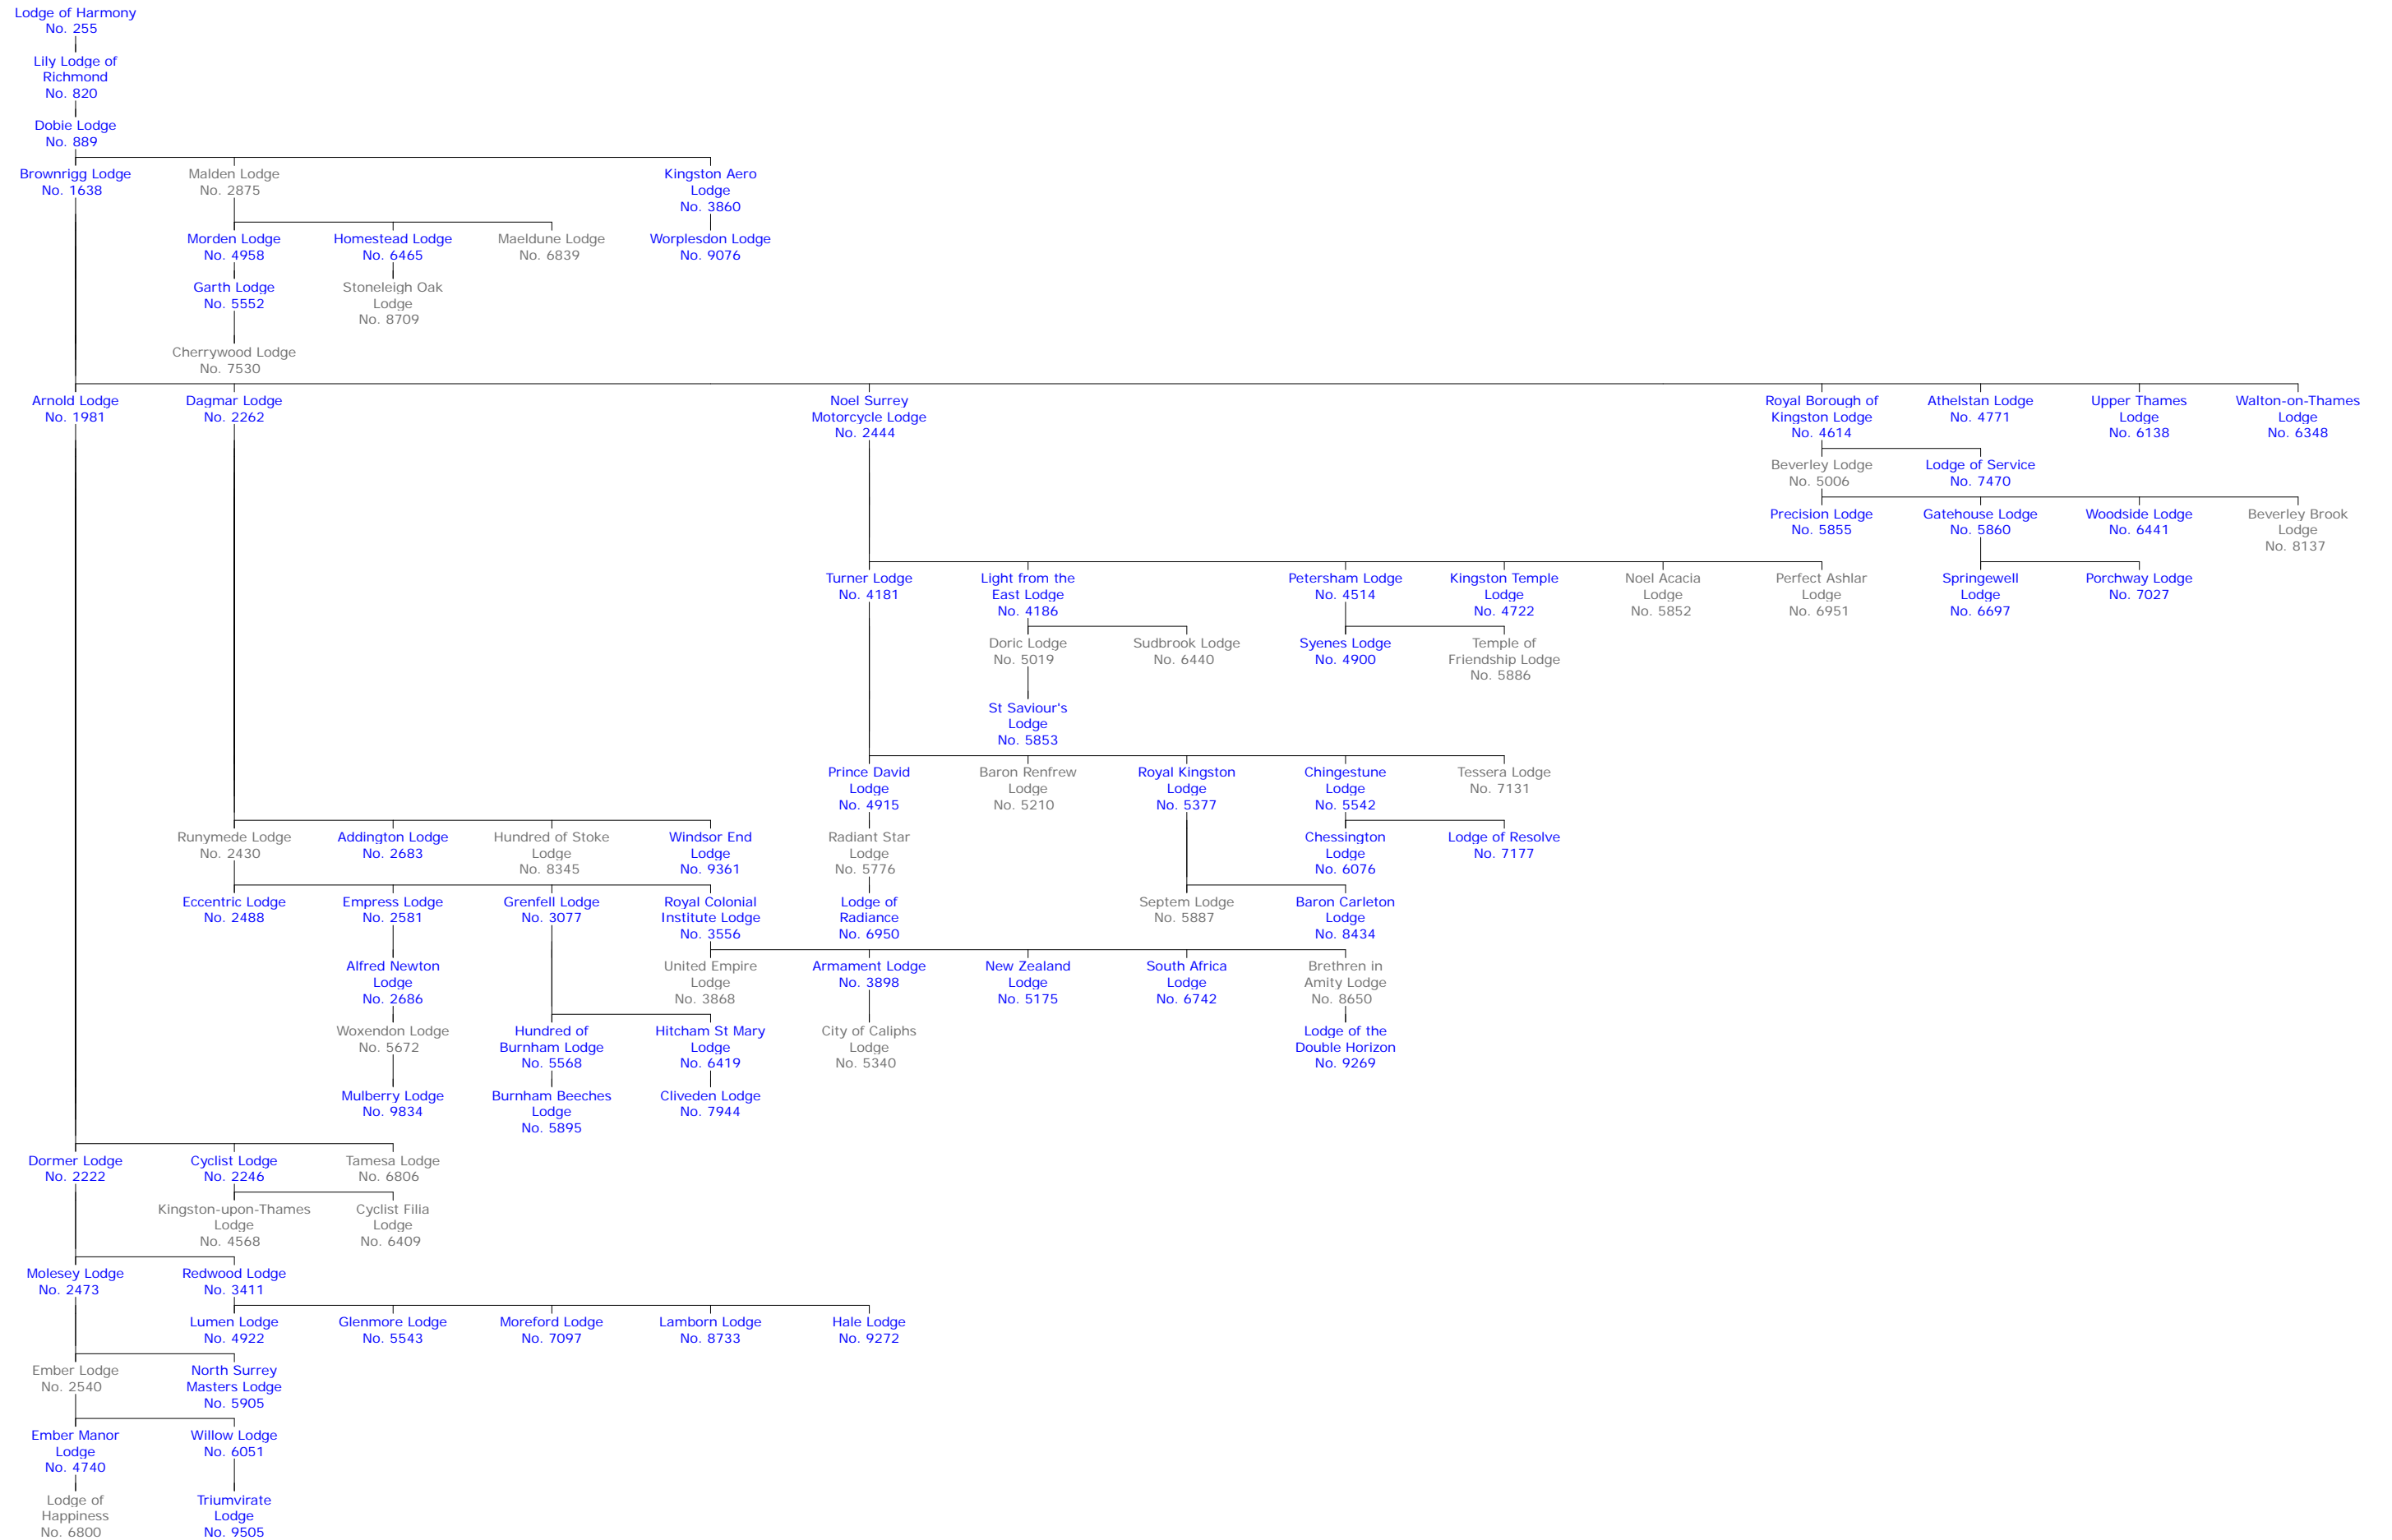 Lodge of Harmony
No. 255
Lily Lodge of
Richmond
No. 820
Dobie Lodge
No. 889
Brownrigg Lodge
No. 1638
Malden Lodge
No. 2875
Kingston Aero
Lodge
No. 3860
Morden Lodge
No. 4958
Homestead Lodge
No. 6465
Maeldune Lodge
No. 6839
Worplesdon Lodge
No. 9076
Garth Lodge
No. 5552
Stoneleigh Oak
Lodge
No. 8709
Cherrywood Lodge
No. 7530
Arnold Lodge
No. 1981
Dagmar Lodge
No. 2262
Noel Surrey
Motorcycle Lodge
No. 2444
Royal Borough of
Kingston Lodge
No. 4614
Athelstan Lodge
No. 4771
Upper Thames
Lodge
No. 6138
Walton-on-Thames
Lodge
No. 6348
Beverley Lodge
No. 5006
Lodge of Service
No. 7470
Precision Lodge
No. 5855
Gatehouse Lodge
No. 5860
Woodside Lodge
No. 6441
Beverley Brook
Lodge
No. 8137
Turner Lodge
No. 4181
Light from the
East Lodge
No. 4186
Petersham Lodge
No. 4514
Kingston Temple
Lodge
No. 4722
Noel Acacia
Lodge
No. 5852
Perfect Ashlar
Lodge
No. 6951
Springewell
Lodge
No. 6697
Porchway Lodge
No. 7027
Doric Lodge
No. 5019
Sudbrook Lodge
No. 6440
Syenes Lodge
No. 4900
Temple of
Friendship Lodge
No. 5886
St Saviour's
Lodge
No. 5853
Prince David
Lodge
No. 4915
Baron Renfrew
Lodge
No. 5210
Royal Kingston
Lodge
No. 5377
Chingestune
Lodge
No. 5542
Tessera Lodge
No. 7131
Runymede Lodge
No. 2430
Addington Lodge
No. 2683
Hundred of Stoke
Lodge
No. 8345
Windsor End
Lodge
No. 9361
Radiant Star
Lodge
No. 5776
Chessington
Lodge
No. 6076
Lodge of Resolve
No. 7177
Eccentric Lodge
No. 2488
Empress Lodge
No. 2581
Grenfell Lodge
No. 3077
Royal Colonial
Institute Lodge
No. 3556
Lodge of
Radiance
No. 6950
Septem Lodge
No. 5887
Baron Carleton
Lodge
No. 8434
Alfred Newton
Lodge
No. 2686
United Empire
Lodge
No. 3868
Armament Lodge
No. 3898
New Zealand
Lodge
No. 5175
South Africa
Lodge
No. 6742
Brethren in
Amity Lodge
No. 8650
Woxendon Lodge
No. 5672
Hundred of
Burnham Lodge
No. 5568
Hitcham St Mary
Lodge
No. 6419
City of Caliphs
Lodge
No. 5340
Lodge of the
Double Horizon
No. 9269
Mulberry Lodge
No. 9834
Burnham Beeches
Lodge
No. 5895
Cliveden Lodge
No. 7944
Dormer Lodge
No. 2222
Cyclist Lodge
No. 2246
Tamesa Lodge
No. 6806
Kingston-upon-Thames
Lodge
No. 4568
Cyclist Filia
Lodge
No. 6409
Molesey Lodge
No. 2473
Redwood Lodge
No. 3411
Lumen Lodge
No. 4922
Glenmore Lodge
No. 5543
Moreford Lodge
No. 7097
Lamborn Lodge
No. 8733
Hale Lodge
No. 9272
Ember Lodge
No. 2540
North Surrey
Masters Lodge
No. 5905
Ember Manor
Lodge
No. 4740
Willow Lodge
No. 6051
Lodge of
Happiness
No. 6800
Triumvirate
Lodge
No. 9505